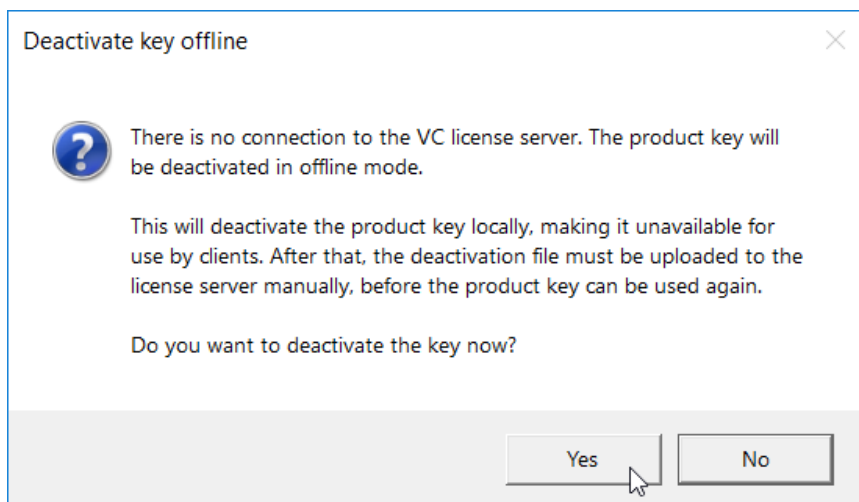 Deactivate key offline
There is no connection to the VC license server. The product key will
be deactivated in offline mode.
This will deactivate the product key locally, making it unavailable for
use by clients. After that, the deactivation file must be uploaded to the
license server manually, before the product key can be used again.
Do you want to deactivate the key now?
Yes
No